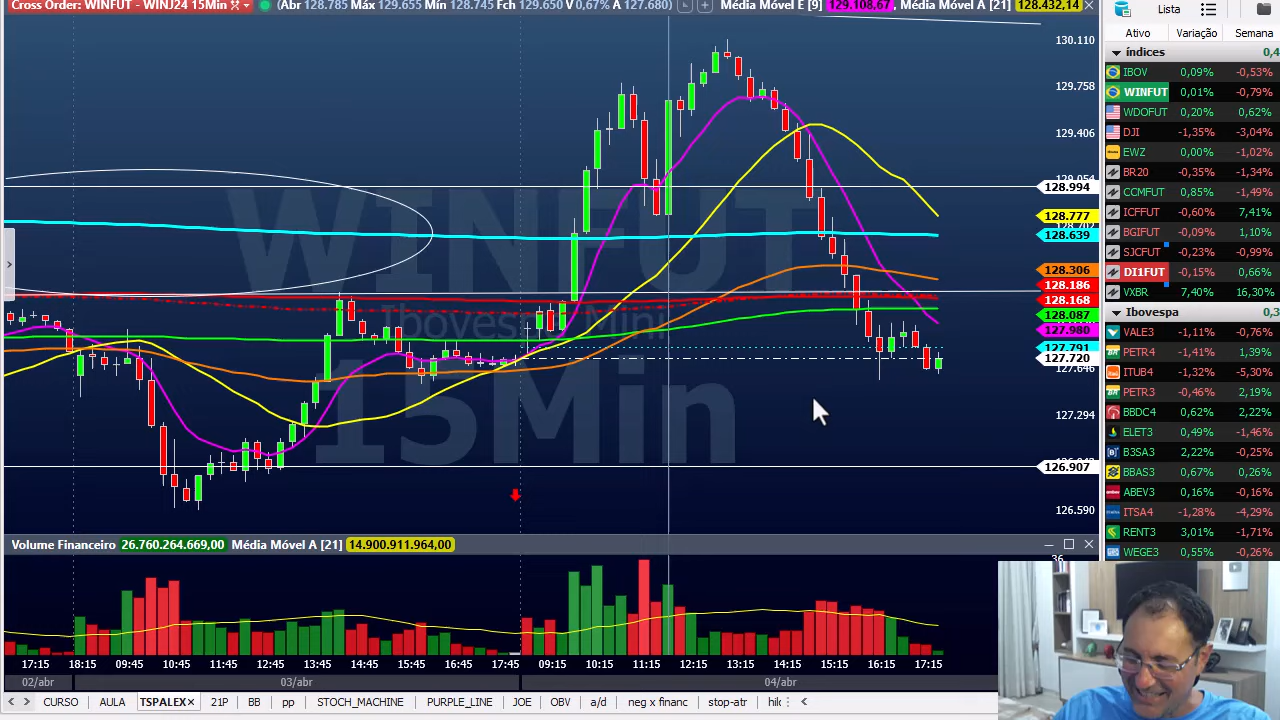 Cross Order: WINFUT - WINJ24 15Min (Abr 128.785 Máx 129.655 Mín 128.745 Fch 129.650 V 0,67% A 127.680) Média Móvel E [9] 129.108,67 , Média Móvel A [21] 128.432,14
WINFUT
Ibovespa Mini
15Min
130.110
129.758
129.406
129.054
128.994
128.777
128.702
128.639
128.306
128.186
128.168
128.087
127.980
127.791
127.720
127.646
127.294
126.907
126.590
Volume Financeiro 26.760.264.669,00 Média Móvel A [21] 14.900.911.964,00
36
17:15 18:15 09:45 10:45 11:45 12:45 13:45 14:45 15:45 16:45 17:45 09:15 10:15 11:15 12:15 13:15 14:15 15:15 16:15 17:15
02/abr 03/abr 04/abr
CURSO AULA TSPALEX 21P BB pp STOCH_MACHINE PURPLE_LINE JOE OBV a/d neg x financ stop-atr
Lista
Ativo Variação Semana
índices 0,4
IBOV 0,09% -0,53%
WINFUT 0,01% -0,79%
WDOFUT 0,20% 0,62%
DJI -1,35% -3,04%
EWZ 0,00% -1,02%
BR20 -0,35% -1,34%
CCMFUT 0,85% -1,49%
ICFFUT -0,60% 7,41%
BGIFUT -0,09% 1,10%
SJCFUT -0,23% -0,99%
DI1FUT -0,15% 0,66%
VXBR 7,40% 16,30%
Ibovespa 0,3
VALE3 -1,11% -0,76%
PETR4 -1,41% 1,39%
ITUB4 -1,32% -5,30%
PETR3 -0,46% 2,19%
BBDC4 0,62% 2,22%
ELET3 0,49% -1,46%
B3SA3 2,22% -0,25%
BBAS3 0,67% 0,26%
ABEV3 0,16% -0,16%
ITSA4 -1,28% -4,29%
RENT3 3,01% -1,71%
WEGE3 0,55% -0,26%